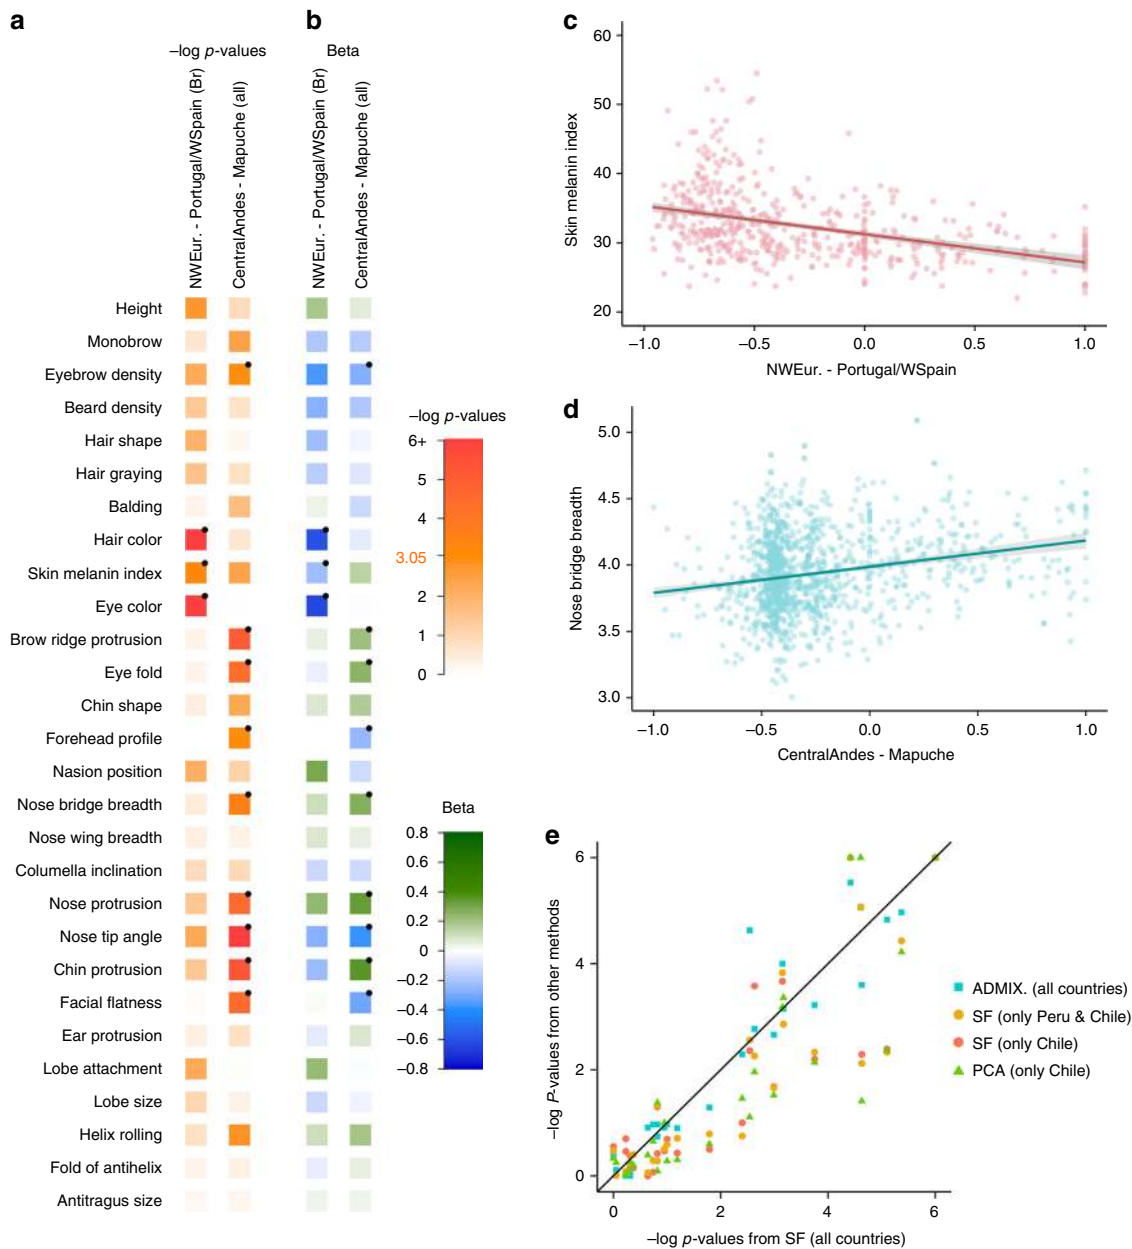 a
b
–log p-values
Beta
NWEur. - Portugal/WSpain (Br)
CentralAndes - Mapuche (all)
NWEur. - Portugal/WSpain (Br)
CentralAndes - Mapuche (all)
Height
Monobrow
Eyebrow density
Beard density
Hair shape
Hair graying
Balding
Hair color
Skin melanin index
Eye color
Brow ridge protrusion
Eye fold
Chin shape
Forehead profile
Nasion position
Nose bridge breadth
Nose wing breadth
Columella inclination
Nose protrusion
Nose tip angle
Chin protrusion
Facial flatness
Ear protrusion
Lobe attachment
Lobe size
Helix rolling
Fold of antihelix
Antitragus size
–log p-values
6+
5
4
3.05
2
1
0
Beta
0.8
0.6
0.4
0.2
0
–0.2
–0.4
–0.6
–0.8
c
Skin melanin index
60
50
40
30
20
–1.0 –0.5 0.0 0.5 1.0
NWEur. - Portugal/WSpain
d
Nose bridge breadth
5.0
4.5
4.0
3.5
3.0
–1.0 –0.5 0.0 0.5 1.0
CentralAndes - Mapuche
e
–log P-values from other methods
6
4
2
0
0 2 4 6
–log p-values from SF (all countries)
ADMIX. (all countries)
SF (only Peru & Chile)
SF (only Chile)
PCA (only Chile)